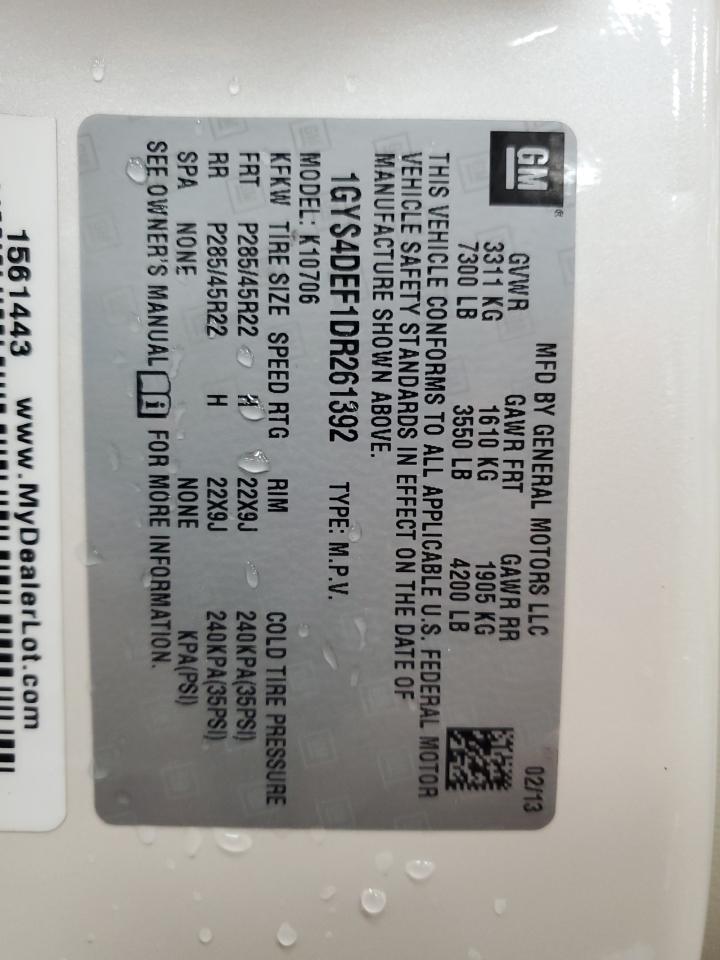 GM
MFD BY GENERAL MOTORS LLC 02/13
GVWR GAWR FRT GAWR RR
3311 KG 1610 KG 1905 KG
7300 LB 3550 LB 4200 LB
THIS VEHICLE CONFORMS TO ALL APPLICABLE U.S. FEDERAL MOTOR
VEHICLE SAFETY STANDARDS IN EFFECT ON THE DATE OF
MANUFACTURE SHOWN ABOVE.
1GYS4DEF1DR261392 TYPE: M.P.V.
MODEL: K10706
KFKW TIRE SIZE SPEED RTG RIM COLD TIRE PRESSURE
FRT P285/45R22 H 22X9J 240KPA(35PSI)
RR P285/45R22 H 22X9J 240KPA(35PSI)
SPA NONE NONE KPA(PSI)
SEE OWNER'S MANUAL i FOR MORE INFORMATION.
1561443 www.MyDealerLot.com